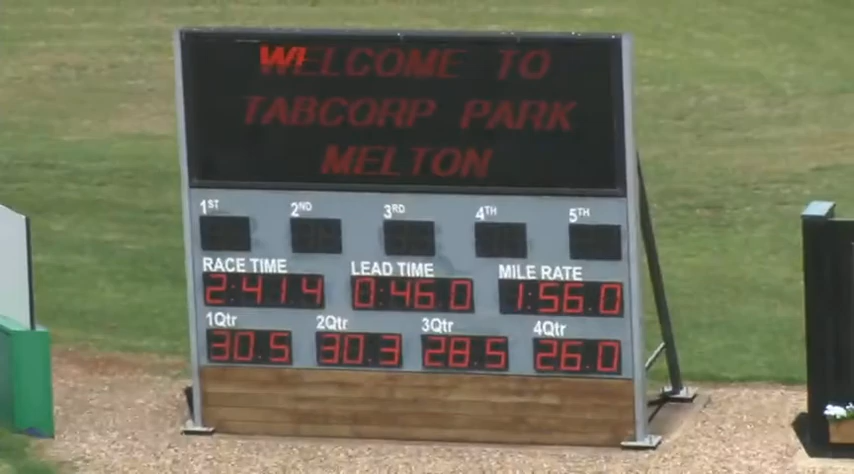 WELCOME TO
TABCORP PARK
MELTON
1ST 2ND 3RD 4TH 5TH
RACE TIME LEAD TIME MILE RATE
2:41.4 0:46.0 1:56.0
1Qtr 2Qtr 3Qtr 4Qtr
30.5 30.3 28.5 26.0